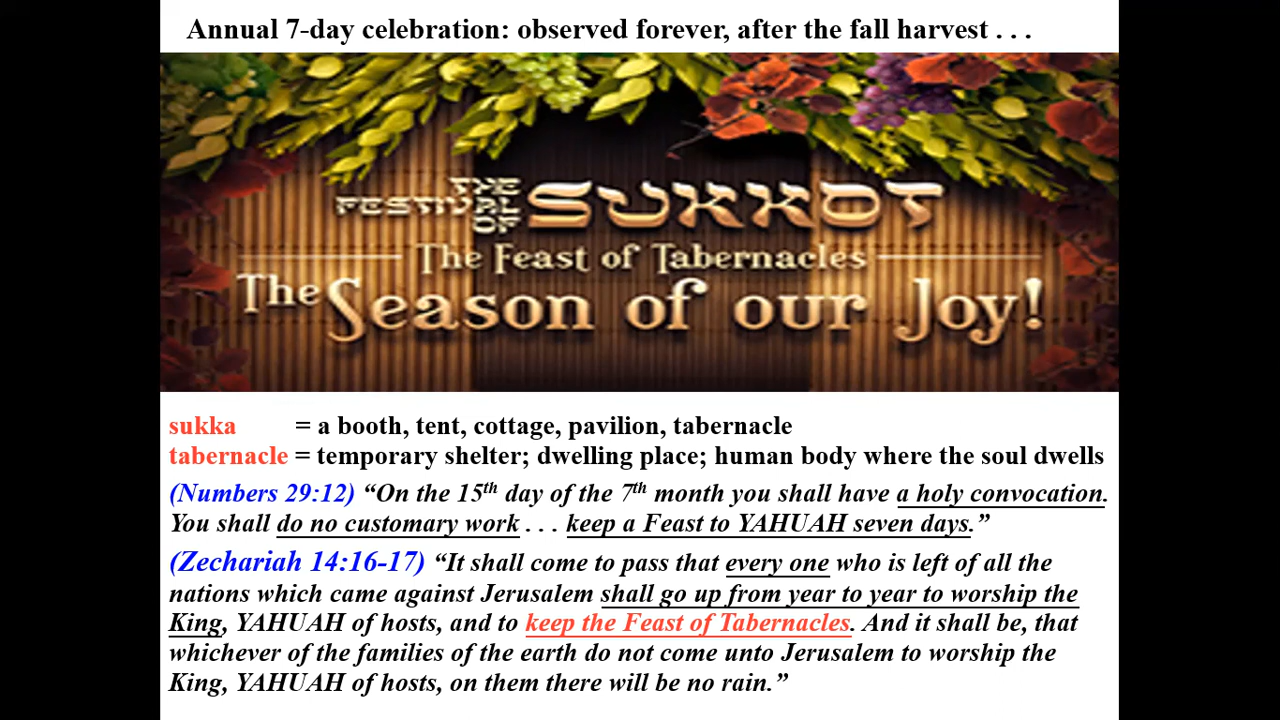 Annual 7-day celebration: observed forever, after the fall harvest . . .
THE FESTIVAL OF SUKKOT
The Feast of Tabernacles
The Season of our Joy!
sukka = a booth, tent, cottage, pavilion, tabernacle
tabernacle = temporary shelter; dwelling place; human body where the soul dwells
(Numbers 29:12) “On the 15th day of the 7th month you shall have a holy convocation.
You shall do no customary work . . . keep a Feast to YAHUAH seven days.”
(Zechariah 14:16-17) “It shall come to pass that every one who is left of all the
nations which came against Jerusalem shall go up from year to year to worship the
King, YAHUAH of hosts, and to keep the Feast of Tabernacles. And it shall be, that
whichever of the families of the earth do not come unto Jerusalem to worship the
King, YAHUAH of hosts, on them there will be no rain.”